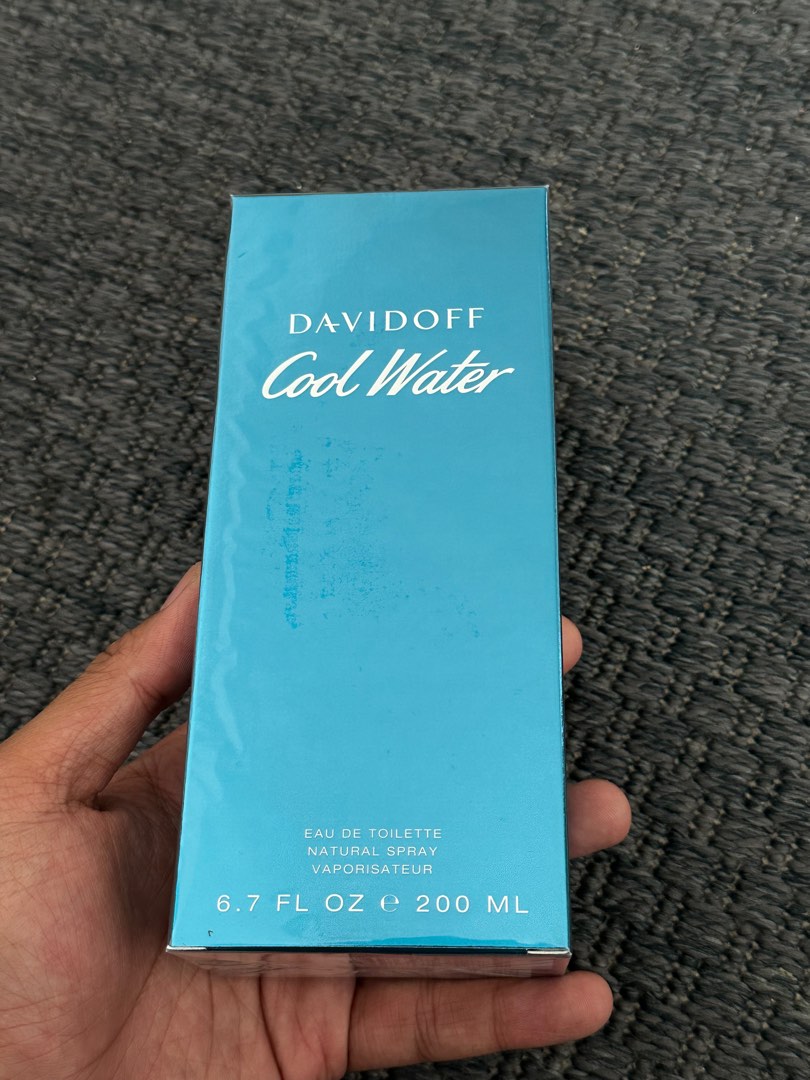 DAVIDOFF
Cool Water
EAU DE TOILETTE
NATURAL SPRAY
VAPORISATEUR
6.7 FL OZ ℮ 200 ML